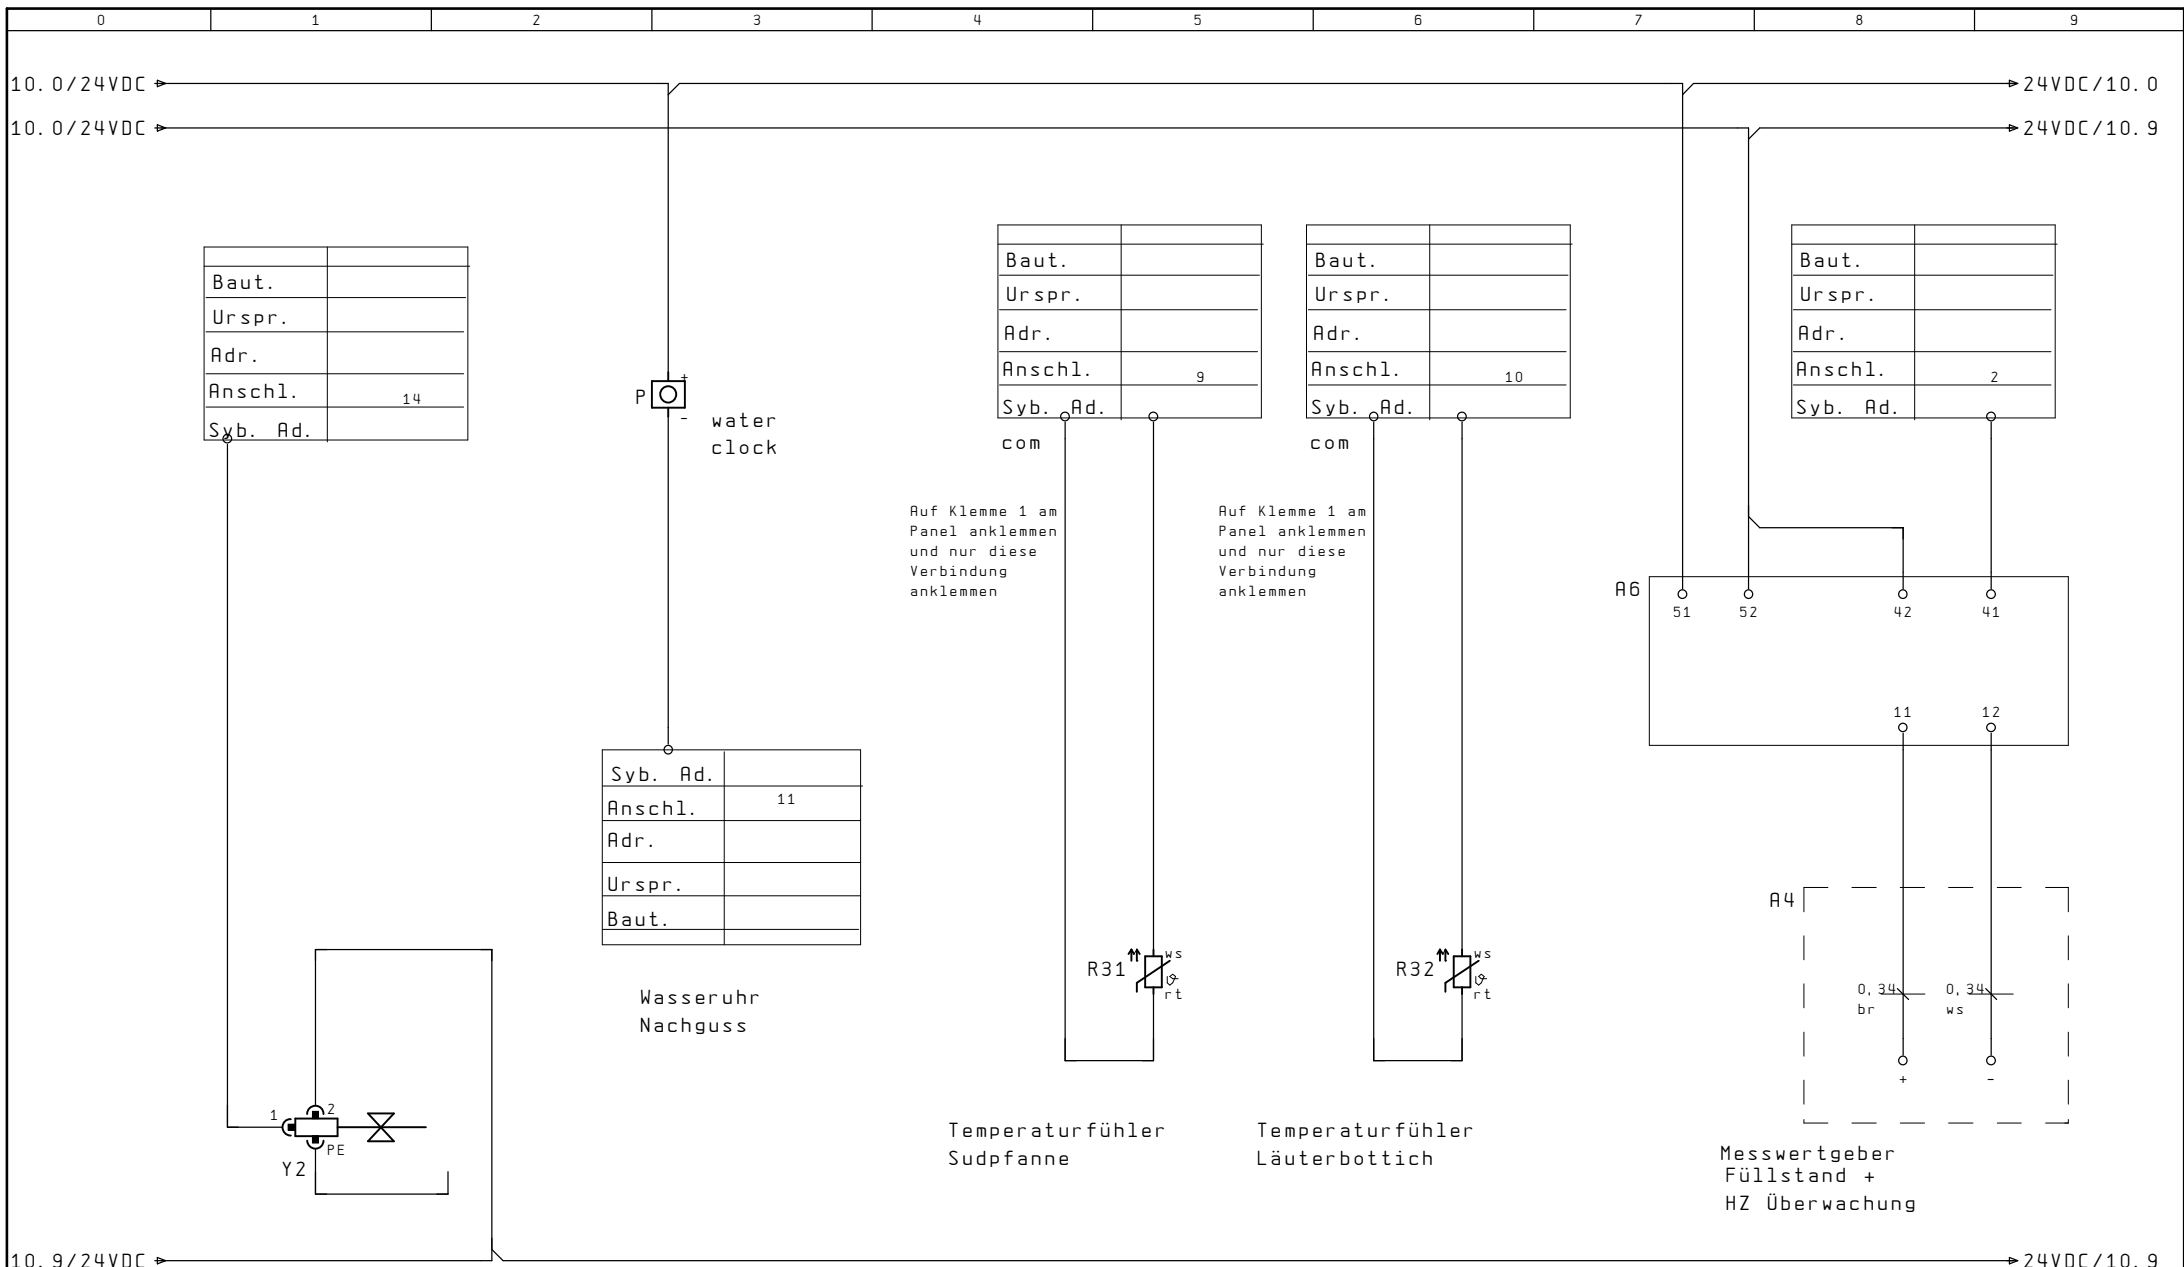 0 1 2 3 4 5 6 7 8 9
10.0/24VDC 24VDC/10.0
10.0/24VDC 24VDC/10.9
Baut.
Urspr.
Adr.
Anschl. 14
Syb. Ad.
P + -
water
clock
Syb. Ad.
Anschl. 11
Adr.
Urspr.
Baut.
Wasseruhr
Nachguss
1 2
PE
Y2
Baut.
Urspr.
Adr.
Anschl. 9
Syb. Ad.
com
Auf Klemme 1 am
Panel anklemmen
und nur diese
Verbindung
anklemmen
R31 ws
ϑ
rt
Temperaturfühler
Sudpfanne
Baut.
Urspr.
Adr.
Anschl. 10
Syb. Ad.
com
Auf Klemme 1 am
Panel anklemmen
und nur diese
Verbindung
anklemmen
R32 ws
ϑ
rt
Temperaturfühler
Läuterbottich
Baut.
Urspr.
Adr.
Anschl. 2
Syb. Ad.
A6
51 52 42 41
11 12
A4
0,34 0,34
br ws
+ -
Messwertgeber
Füllstand +
HZ Überwachung
10.9/24VDC 24VDC/10.9